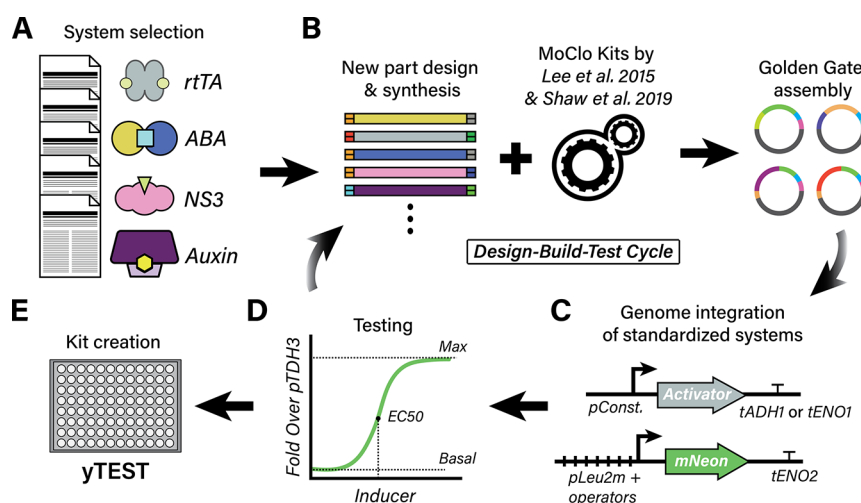 A
System selection
rtTA
ABA
NS3
Auxin
B
New part design
& synthesis
MoClo Kits by
Lee et al. 2015
& Shaw et al. 2019
Golden Gate
assembly
Design-Build-Test Cycle
C
Genome integration
of standardized systems
Activator
pConst.
tADH1 or tENO1
mNeon
pLeu2m +
operators
tENO2
D
Testing
Fold Over pTDH3
Max
EC50
Basal
Inducer
E
Kit creation
yTEST